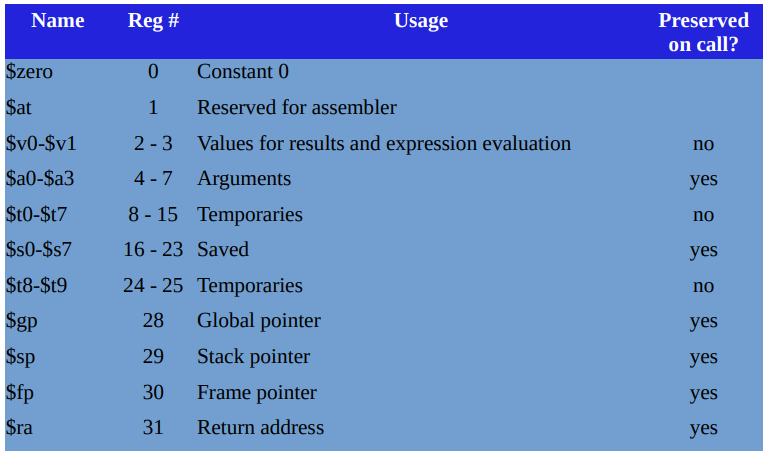 Name Reg # Usage Preserved on call?
$zero 0 Constant 0
$at 1 Reserved for assembler
$v0-$v1 2 - 3 Values for results and expression evaluation no
$a0-$a3 4 - 7 Arguments yes
$t0-$t7 8 - 15 Temporaries no
$s0-$s7 16 - 23 Saved yes
$t8-$t9 24 - 25 Temporaries no
$gp 28 Global pointer yes
$sp 29 Stack pointer yes
$fp 30 Frame pointer yes
$ra 31 Return address yes